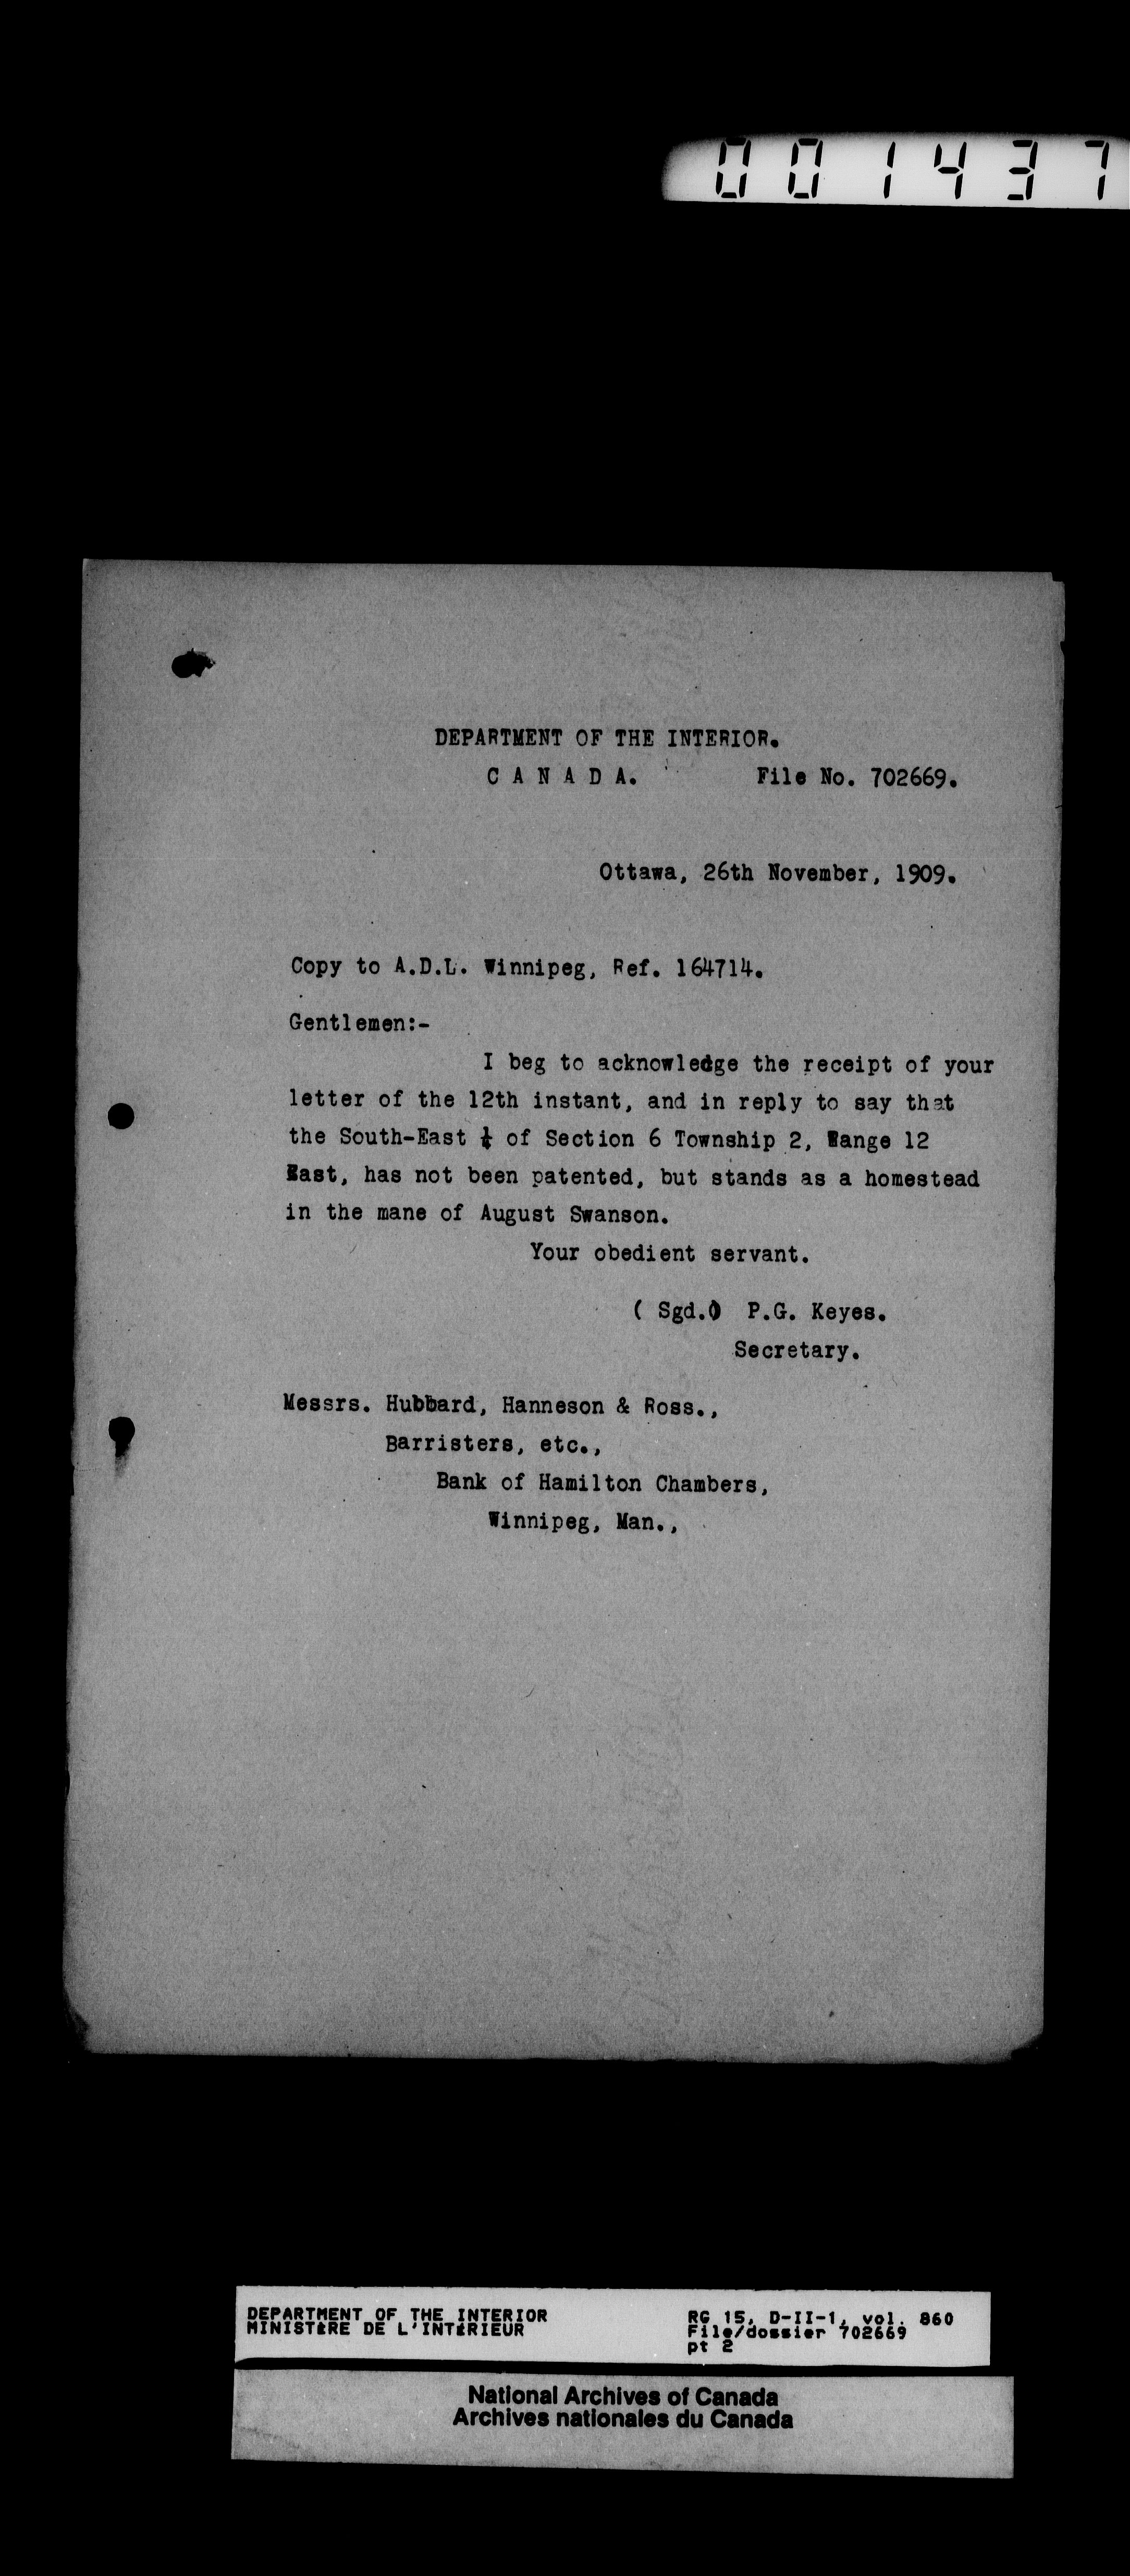 001437
DEPARTMENT OF THE INTERIOR.
C A N A D A. File No. 702669.
Ottawa, 26th November, 1909.
Copy to A.D.L. Winnipeg, Ref. 164714.
Gentlemen:-
I beg to acknowledge the receipt of your
letter of the 12th instant, and in reply to say that
the South-East ¼ of Section 6 Township 2, Range 12
East, has not been patented, but stands as a homestead
in the mane of August Swanson.
Your obedient servant.
( Sgd.) P.G. Keyes.
Secretary.
Messrs. Hubbard, Hanneson & Ross.,
Barristers, etc.,
Bank of Hamilton Chambers,
Winnipeg, Man.,
DEPARTMENT OF THE INTERIOR RG 15, D-II-1, vol. 860
MINISTÈRE DE L'INTÉRIEUR File/dossier 702669
pt 2
National Archives of Canada
Archives nationales du Canada